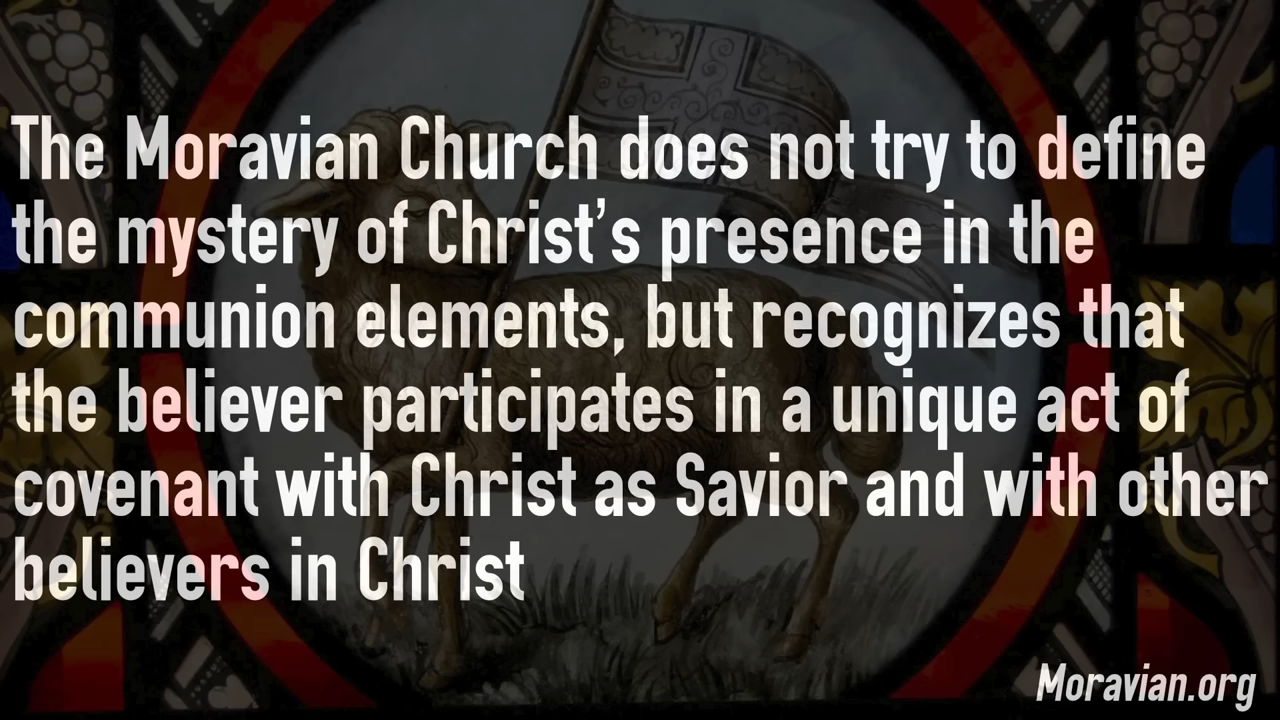 The Moravian Church does not try to define
the mystery of Christ’s presence in the
communion elements, but recognizes that
the believer participates in a unique act of
covenant with Christ as Savior and with other
believers in Christ
Moravian.org